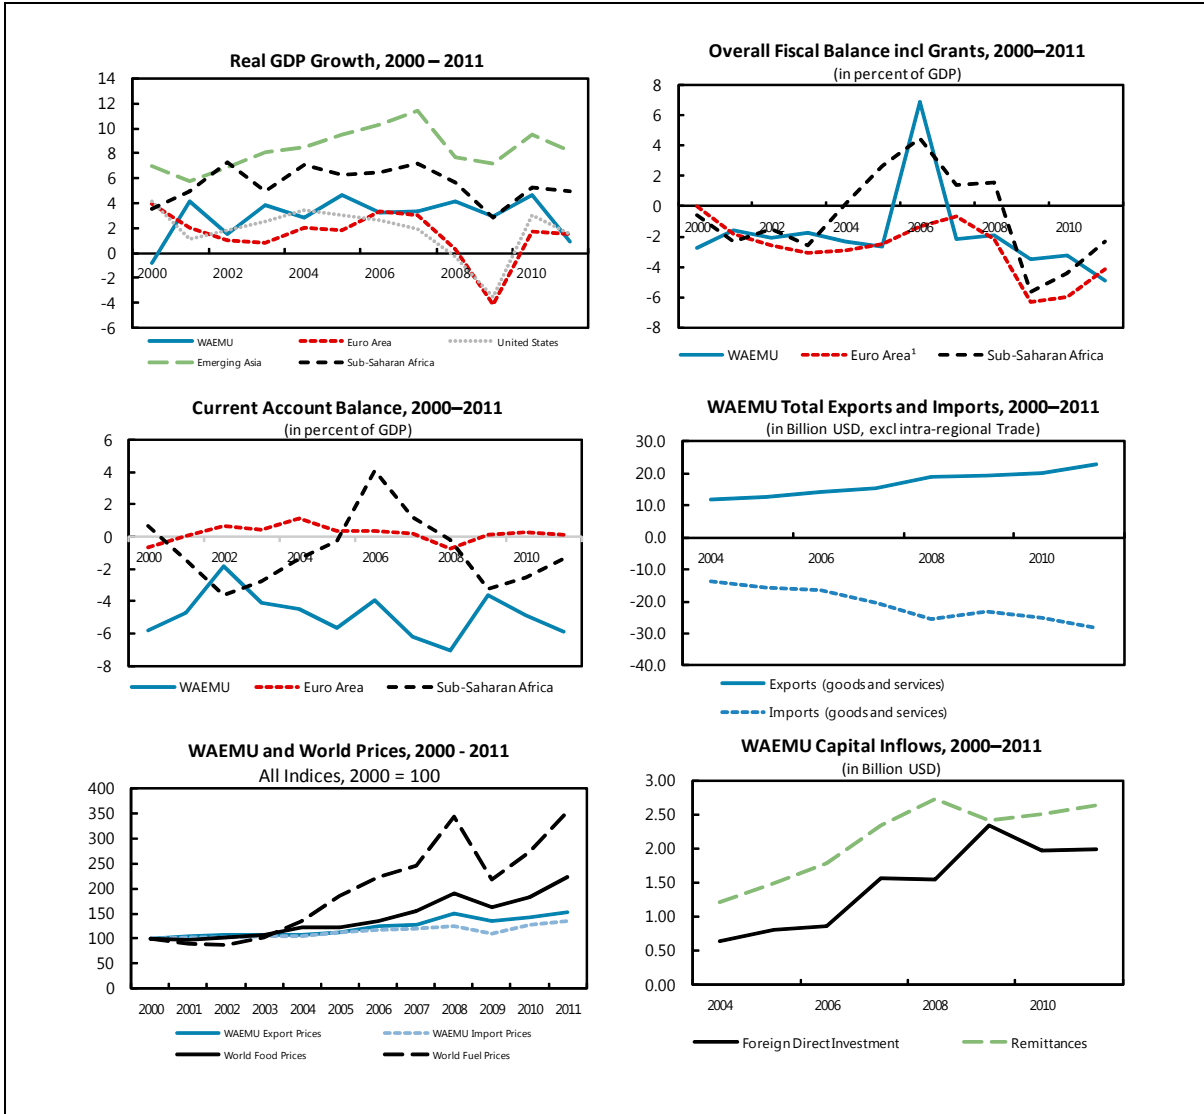 Real GDP Growth, 2000 – 2011
14
12
10
8
6
4
2
0
-2
-4
-6
2000 2002 2004 2006 2008 2010
WAEMU Euro Area United States
Emerging Asia Sub-Saharan Africa
Overall Fiscal Balance incl Grants, 2000–2011
(in percent of GDP)
8
6
4
2
0
-2
-4
-6
-8
2000 2002 2004 2006 2008 2010
WAEMU Euro Area¹ Sub-Saharan Africa
Current Account Balance, 2000–2011
(in percent of GDP)
6
4
2
0
-2
-4
-6
-8
2000 2002 2004 2006 2008 2010
WAEMU Euro Area Sub-Saharan Africa
WAEMU Total Exports and Imports, 2000–2011
(in Billion USD, excl intra-regional Trade)
30.0
20.0
10.0
0.0
-10.0
-20.0
-30.0
-40.0
2004 2006 2008 2010
Exports (goods and services)
Imports (goods and services)
WAEMU and World Prices, 2000 - 2011
All Indices, 2000 = 100
400
350
300
250
200
150
100
50
0
2000 2001 2002 2003 2004 2005 2006 2007 2008 2009 2010 2011
WAEMU Export Prices WAEMU Import Prices
World Food Prices World Fuel Prices
WAEMU Capital Inflows, 2000–2011
(in Billion USD)
3.00
2.50
2.00
1.50
1.00
0.50
0.00
2004 2006 2008 2010
Foreign Direct Investment Remittances